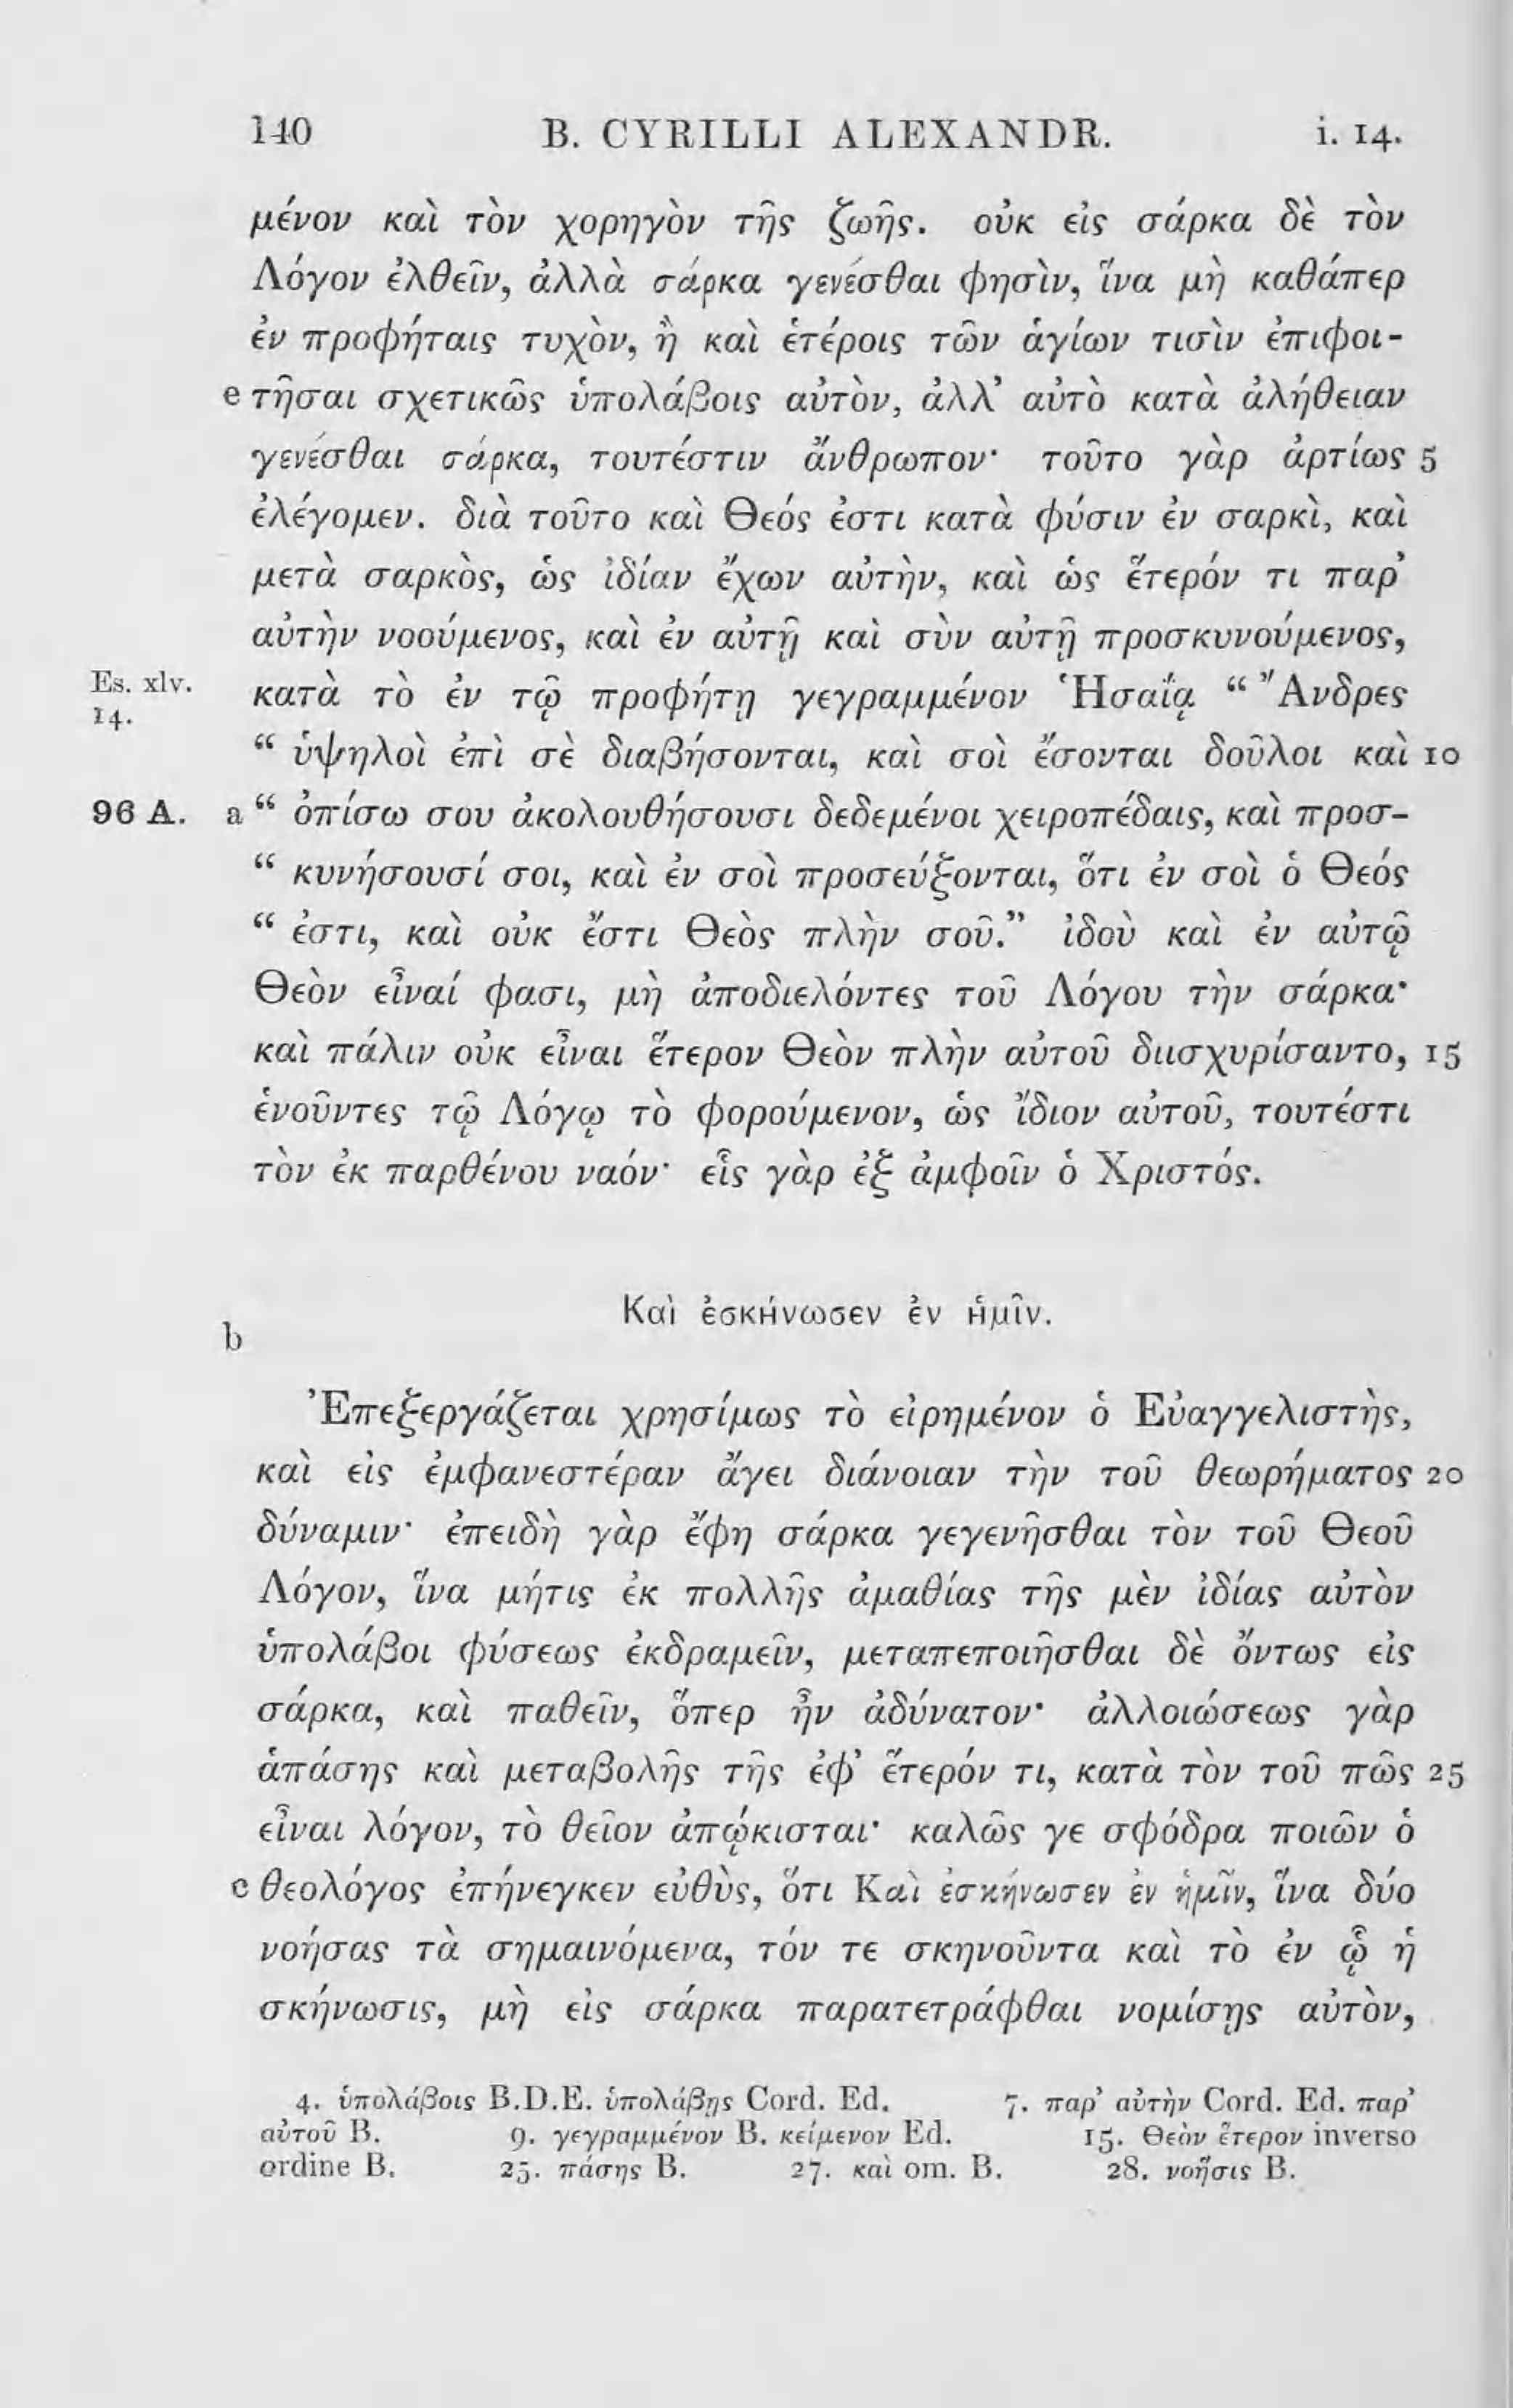 140 B. CYRILLI ALEXANDR. i. 14.
μένον καὶ τὸν χορηγὸν τῆς ζωῆς. οὐκ εἰς σάρκα δὲ τὸν
Λόγον ἐλθεῖν, ἀλλὰ σάρκα γενέσθαι φησὶν, ἵνα μὴ καθάπερ
ἐν προφήταις τυχὸν, ἢ καὶ ἑτέροις τῶν ἁγίων τισὶν ἐπιφοι-
e τῆσαι σχετικῶς ὑπολάβοις αὐτὸν, ἀλλ’ αὐτὸ κατὰ ἀλήθειαν
γενέσθαι σάρκα, τουτέστιν ἄνθρωπον· τοῦτο γὰρ ἀρτίως 5
ἐλέγομεν. διὰ τοῦτο καὶ Θεός ἐστι κατὰ φύσιν ἐν σαρκὶ, καὶ
μετὰ σαρκὸς, ὡς ἰδίαν ἔχων αὐτὴν, καὶ ὡς ἕτερόν τι παρ’
αὐτὴν νοούμενος, καὶ ἐν αὐτῇ καὶ σὺν αὐτῇ προσκυνούμενος,
Es. xlv. 14. κατὰ τὸ ἐν τῷ προφήτῃ γεγραμμένον Ἡσαΐᾳ “ Ἄνδρες
“ ὑψηλοὶ ἐπὶ σὲ διαβήσονται, καὶ σοὶ ἔσονται δοῦλοι καὶ 10
96 A. a “ ὀπίσω σου ἀκολουθήσουσι δεδεμένοι χειροπέδαις, καὶ προσ-
“ κυνήσουσί σοι, καὶ ἐν σοὶ προσεύξονται, ὅτι ἐν σοὶ ὁ Θεός
“ ἐστι, καὶ οὐκ ἔστι Θεὸς πλὴν σοῦ.” ἰδοὺ καὶ ἐν αὐτῷ
Θεὸν εἶναί φασι, μὴ ἀποδιελόντες τοῦ Λόγου τὴν σάρκα·
καὶ πάλιν οὐκ εἶναι ἕτερον Θεὸν πλὴν αὐτοῦ διισχυρίσαντο, 15
ἑνοῦντες τῷ Λόγῳ τὸ φορούμενον, ὡς ἴδιον αὐτοῦ, τουτέστι
τὸν ἐκ παρθένου ναόν· εἷς γὰρ ἐξ ἀμφοῖν ὁ Χριστός.
Καὶ ἐσκήνωσεν ἐν ἡμῖν.
b
Ἐπεξεργάζεται χρησίμως τὸ εἰρημένον ὁ Εὐαγγελιστὴς,
καὶ εἰς ἐμφανεστέραν ἄγει διάνοιαν τὴν τοῦ θεωρήματος 20
δύναμιν· ἐπειδὴ γὰρ ἔφη σάρκα γεγενῆσθαι τὸν τοῦ Θεοῦ
Λόγον, ἵνα μήτις ἐκ πολλῆς ἀμαθίας τῆς μὲν ἰδίας αὐτὸν
ὑπολάβοι φύσεως ἐκδραμεῖν, μεταπεποιῆσθαι δὲ ὄντως εἰς
σάρκα, καὶ παθεῖν, ὅπερ ἦν ἀδύνατον· ἀλλοιώσεως γὰρ
ἁπάσης καὶ μεταβολῆς τῆς ἐφ’ ἕτερόν τι, κατὰ τὸν τοῦ πῶς 25
εἶναι λόγον, τὸ θεῖον ἀπῴκισται· καλῶς γε σφόδρα ποιῶν ὁ
c θεολόγος ἐπήνεγκεν εὐθὺς, ὅτι Καὶ ἐσκήνωσεν ἐν ἡμῖν, ἵνα δύο
νοήσας τὰ σημαινόμενα, τόν τε σκηνοῦντα καὶ τὸ ἐν ᾧ ἡ
σκήνωσις, μὴ εἰς σάρκα παρατετράφθαι νομίσῃς αὐτὸν,
4. ὑπολάβοις B.D.E. ὑπολάβῃς Cord. Ed. 7. παρ’ αὐτὴν Cord. Ed. παρ’
αὐτοῦ B. 9. γεγραμμένον B. κείμενον Ed. 15. Θεὸν ἕτερον inverso
ordine B. 25. πάσης B. 27. καὶ om. B. 28. νοῆσις B.